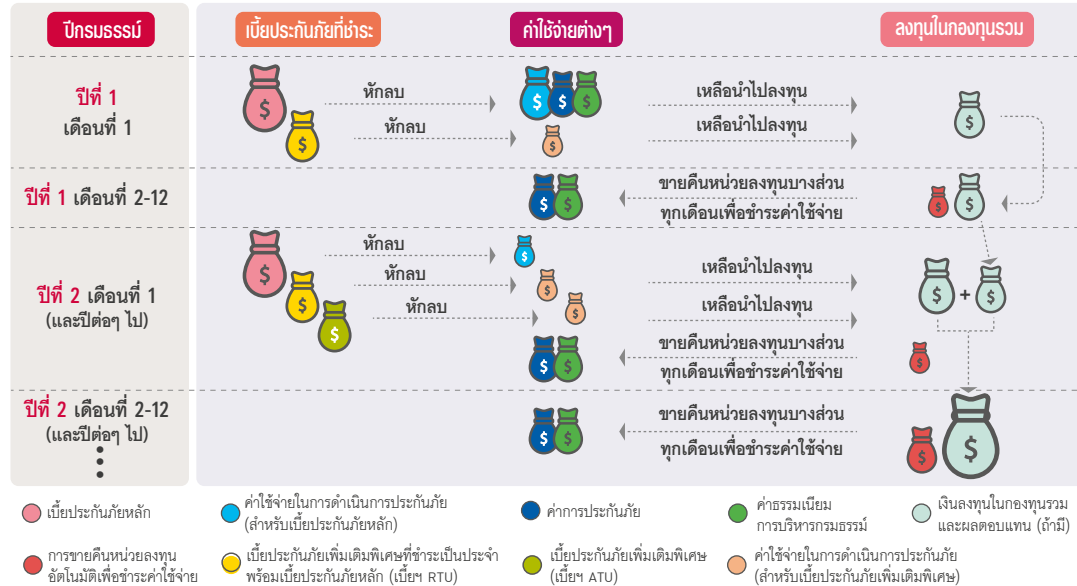 ปีกรมธรรม์
เบี้ยประกันภัยที่ชำระ
ค่าใช้จ่ายต่างๆ
ลงทุนในกองทุนรวม
ปีที่ 1
เดือนที่ 1
หักลบ
เหลือนำไปลงทุน
หักลบ
เหลือนำไปลงทุน
ปีที่ 1 เดือนที่ 2-12
ขายคืนหน่วยลงทุนบางส่วน
ทุกเดือนเพื่อชำระค่าใช้จ่าย
ปีที่ 2 เดือนที่ 1
(และปีต่อๆ ไป)
หักลบ
หักลบ
หักลบ
เหลือนำไปลงทุน
เหลือนำไปลงทุน
+
ขายคืนหน่วยลงทุนบางส่วน
ทุกเดือนเพื่อชำระค่าใช้จ่าย
ปีที่ 2 เดือนที่ 2-12
(และปีต่อๆ ไป)
ขายคืนหน่วยลงทุนบางส่วน
ทุกเดือนเพื่อชำระค่าใช้จ่าย
เบี้ยประกันภัยหลัก
ค่าใช้จ่ายในการดำเนินการประกันภัย
(สำหรับเบี้ยประกันภัยหลัก)
ค่าการประกันภัย
ค่าธรรมเนียม
การบริหารกรมธรรม์
เงินลงทุนในกองทุนรวม
และผลตอบแทน (ถ้ามี)
การขายคืนหน่วยลงทุน
อัตโนมัติเพื่อชำระค่าใช้จ่าย
เบี้ยประกันภัยเพิ่มเติมพิเศษที่ชำระเป็นประจำ
พร้อมเบี้ยประกันภัยหลัก (เบี้ยฯ RTU)
เบี้ยประกันภัยเพิ่มเติมพิเศษ
(เบี้ยฯ ATU)
ค่าใช้จ่ายในการดำเนินการประกันภัย
(สำหรับเบี้ยประกันภัยเพิ่มเติมพิเศษ)